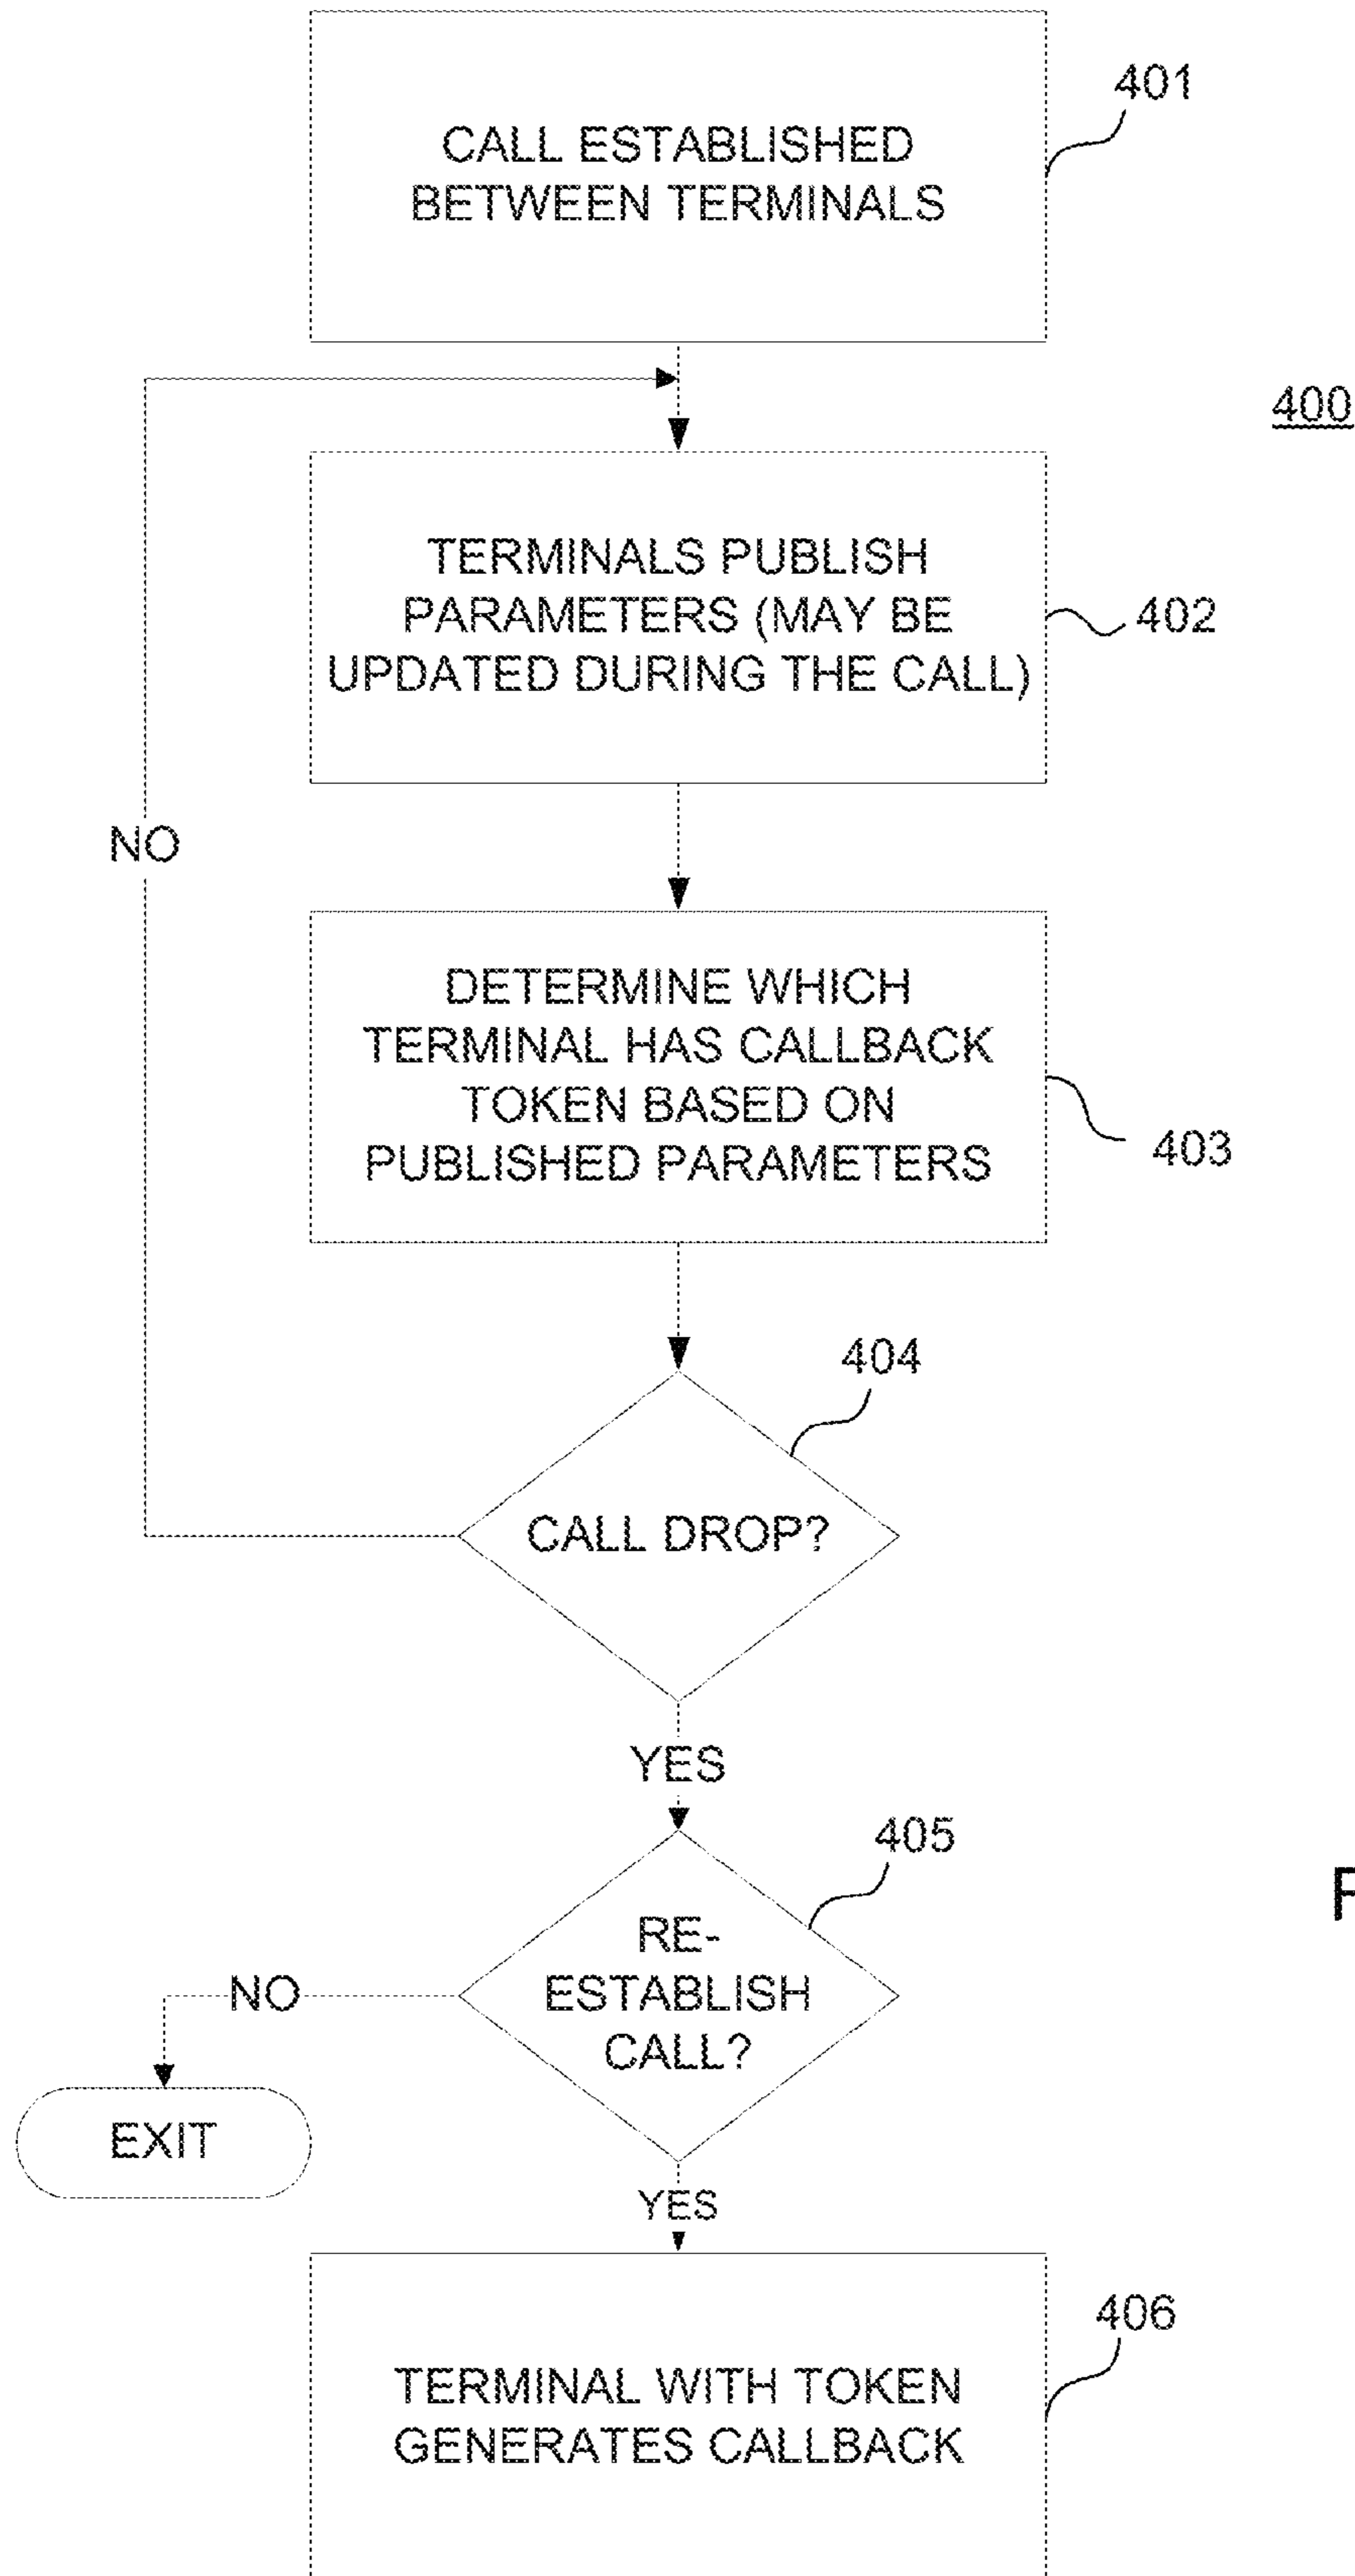 401
CALL ESTABLISHED
BETWEEN TERMINALS
400
TERMINALS PUBLISH
PARAMETERS (MAY BE
UPDATED DURING THE CALL)
402
NO
DETERMINE WHICH
TERMINAL HAS CALLBACK
TOKEN BASED ON
PUBLISHED PARAMETERS
403
404
CALL DROP?
YES
405
RE-
ESTABLISH
CALL?
NO
EXIT
YES
406
TERMINAL WITH TOKEN
GENERATES CALLBACK